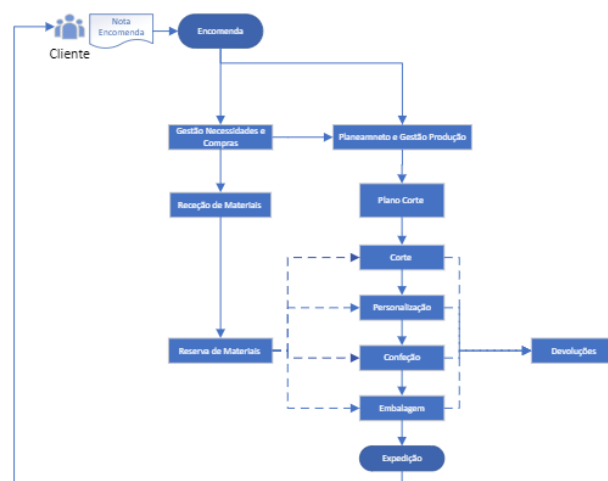 Nota
Encomenda
Cliente
Encomenda
Gestão Necessidades e
Compras
Planeamneto e Gestão Produção
Receção de Materiais
Plano Corte
Corte
Personalização
Reserva de Materiais
Confeção
Devoluções
Embalagem
Expedição